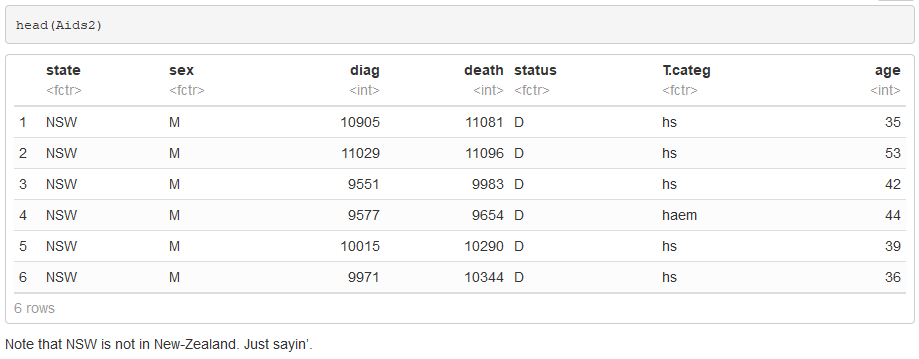 head(Aids2)
state sex diag death status T.categ age
<fctr> <fctr> <int> <int> <fctr> <fctr> <int>
1 NSW M 10905 11081 D hs 35
2 NSW M 11029 11096 D hs 53
3 NSW M 9551 9983 D hs 42
4 NSW M 9577 9654 D haem 44
5 NSW M 10015 10290 D hs 39
6 NSW M 9971 10344 D hs 36
6 rows
Note that NSW is not in New-Zealand. Just sayin’.